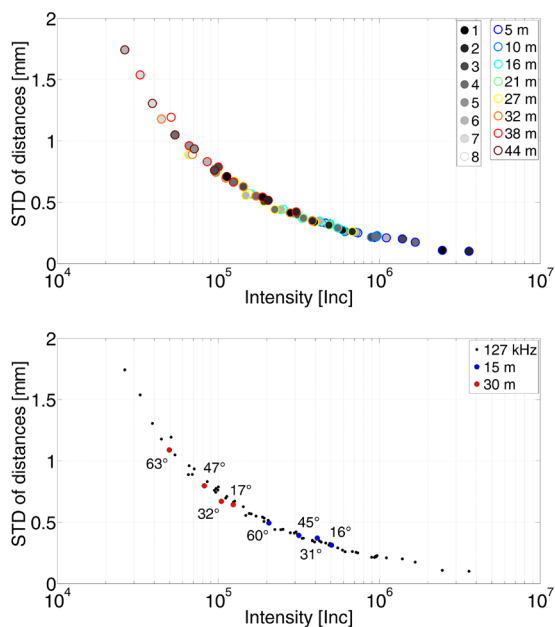 STD of distances [mm]
2
1.5
1
0.5
0
10^4
10^5
10^6
10^7
Intensity [Inc]
1
2
3
4
5
6
7
8
5 m
10 m
16 m
21 m
27 m
32 m
38 m
44 m
STD of distances [mm]
2
1.5
1
0.5
0
10^4
10^5
10^6
10^7
Intensity [Inc]
127 kHz
15 m
30 m
63°
47°
32°
17°
60°
45°
31°
16°